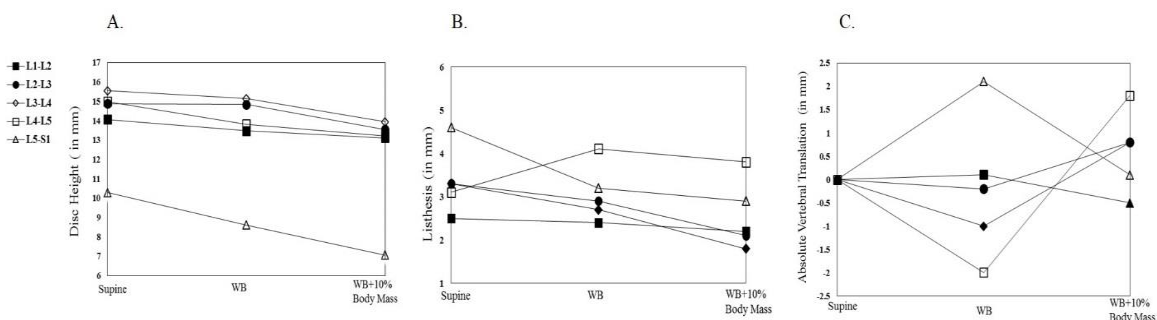 A.
B.
C.
L1-L2
L2-L3
L3-L4
L4-L5
L5-S1
Disc Height ( in mm)
17
16
15
14
13
12
11
10
9
8
7
6
Supine
WB
WB+10%
Body Mass
Listhesis (in mm)
6
5
4
3
2
1
Supine
WB
WB+10%
Body Mass
Absolute Vertebral Translation (in mm)
2.5
2
1.5
1
0.5
0
-0.5
-1
-1.5
-2
-2.5
Supine
WB
WB+10%
Body Mass